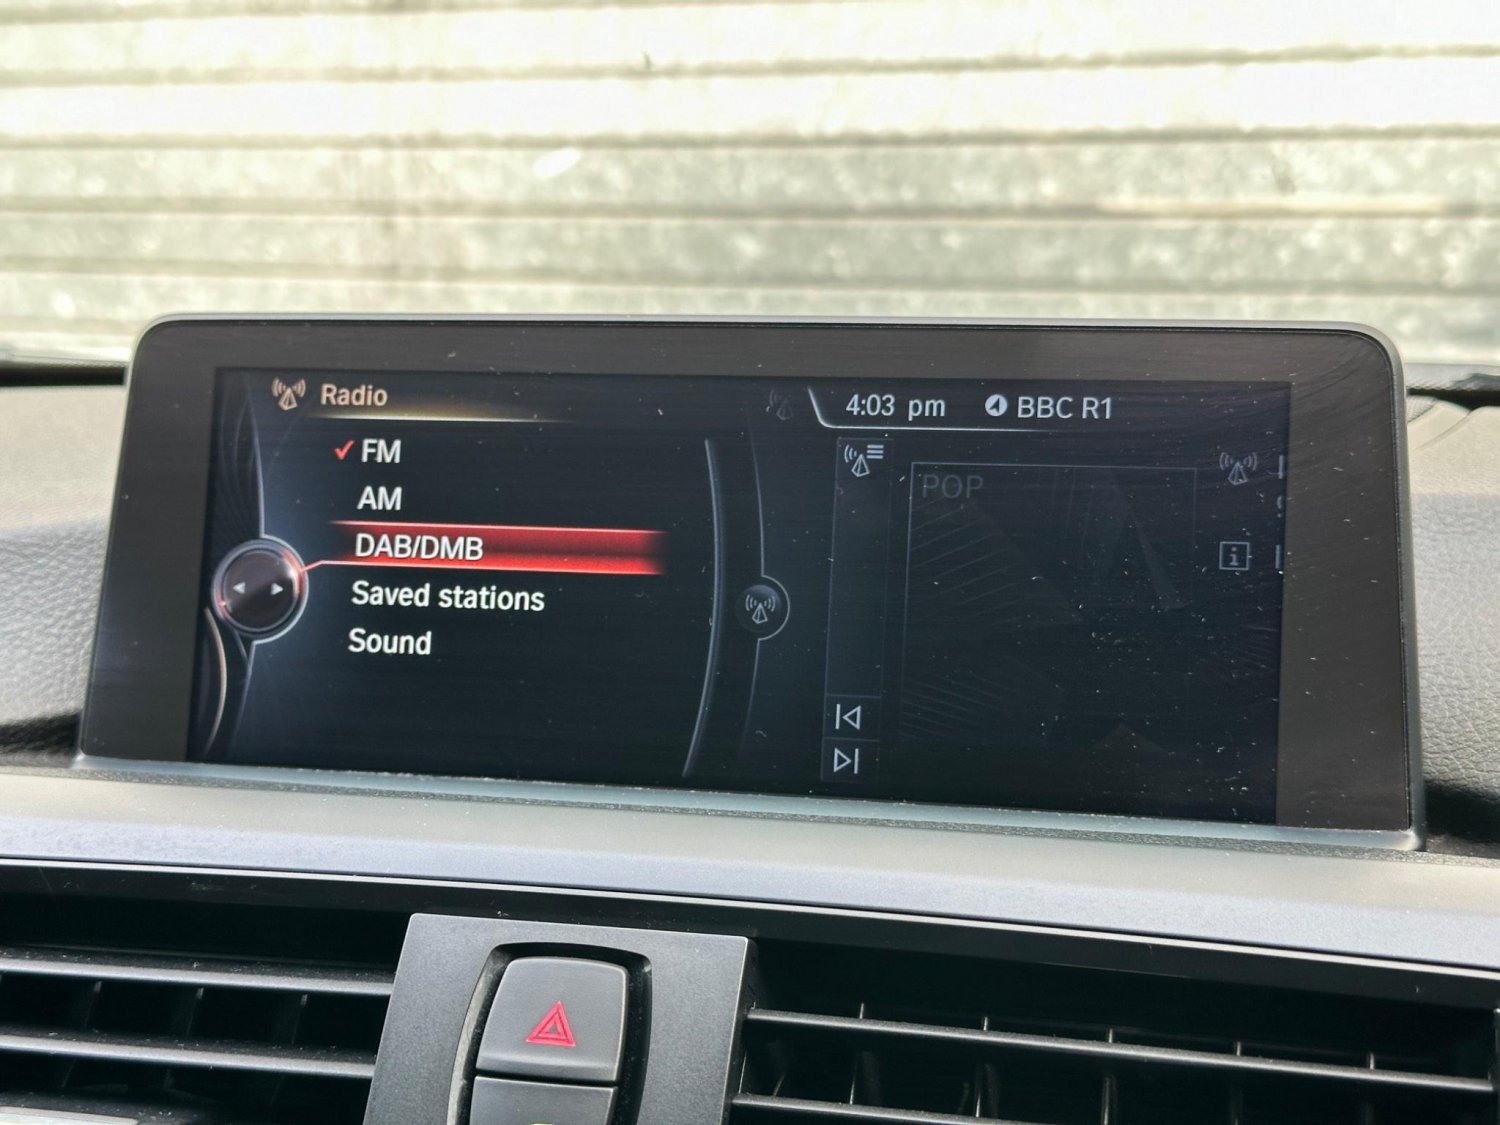 Radio
4:03 pm
BBC R1
FM
AM
DAB/DMB
Saved stations
Sound
POP